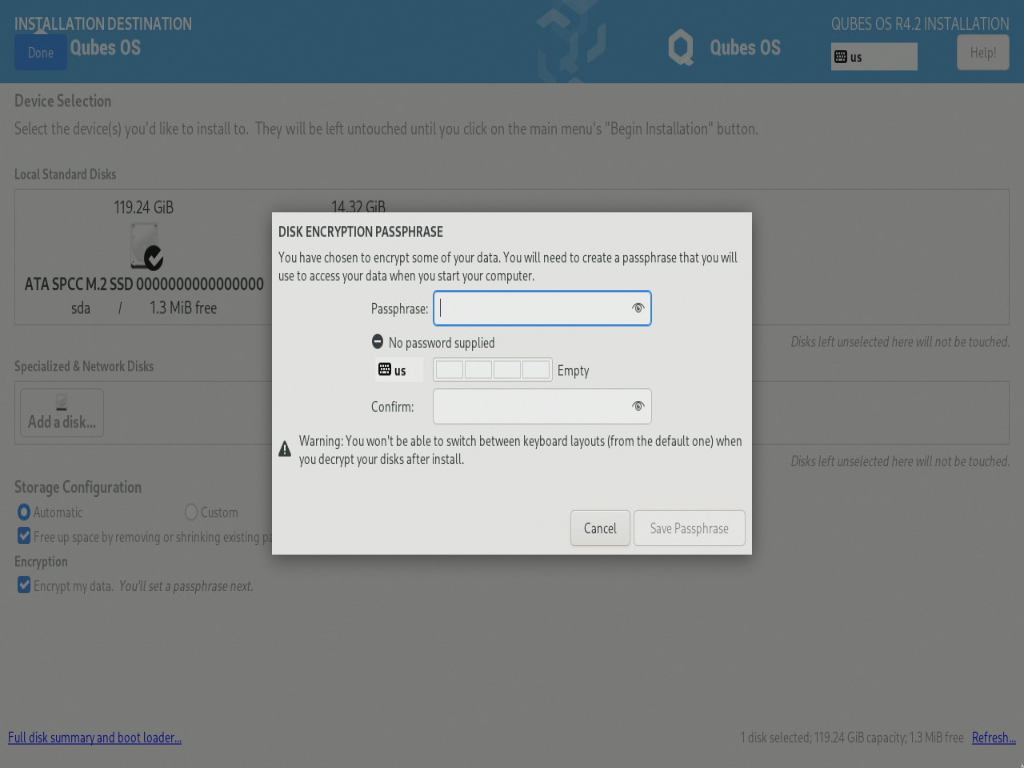 INSTALLATION DESTINATION
QUBES OS R4.2 INSTALLATION
Done
Qubes OS
Qubes OS
us
Help!
Device Selection
Select the device(s) you'd like to install to. They will be left untouched until you click on the main menu's "Begin Installation" button.
Local Standard Disks
119.24 GiB
14.32 GiB
ATA SPCC M.2 SSD 0000000000000000
sda / 1.3 MiB free
DISK ENCRYPTION PASSPHRASE
You have chosen to encrypt some of your data. You will need to create a passphrase that you will
use to access your data when you start your computer.
Passphrase:
No password supplied
us
Empty
Confirm:
Warning: You won't be able to switch between keyboard layouts (from the default one) when
you decrypt your disks after install.
Cancel
Save Passphrase
Disks left unselected here will not be touched.
Specialized & Network Disks
Add a disk...
Disks left unselected here will not be touched.
Storage Configuration
Automatic
Custom
Free up space by removing or shrinking existing
Encryption
Encrypt my data. You'll set a passphrase next.
Full disk summary and boot loader...
1 disk selected; 119.24 GiB capacity; 1.3 MiB free
Refresh...